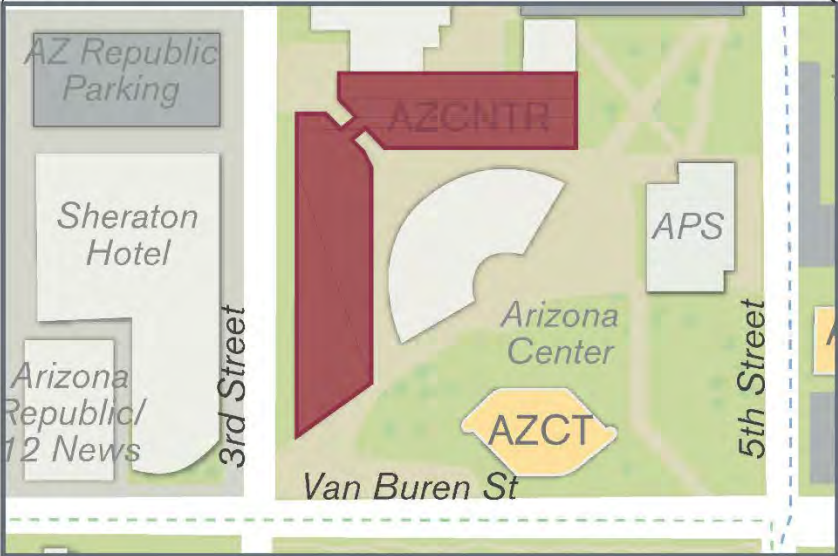 AZ Republic
Parking
AZCNTR
Sheraton
Hotel
APS
Arizona
Center
3rd Street
5th Street
Arizona
Republic/
12 News
AZCT
Van Buren St